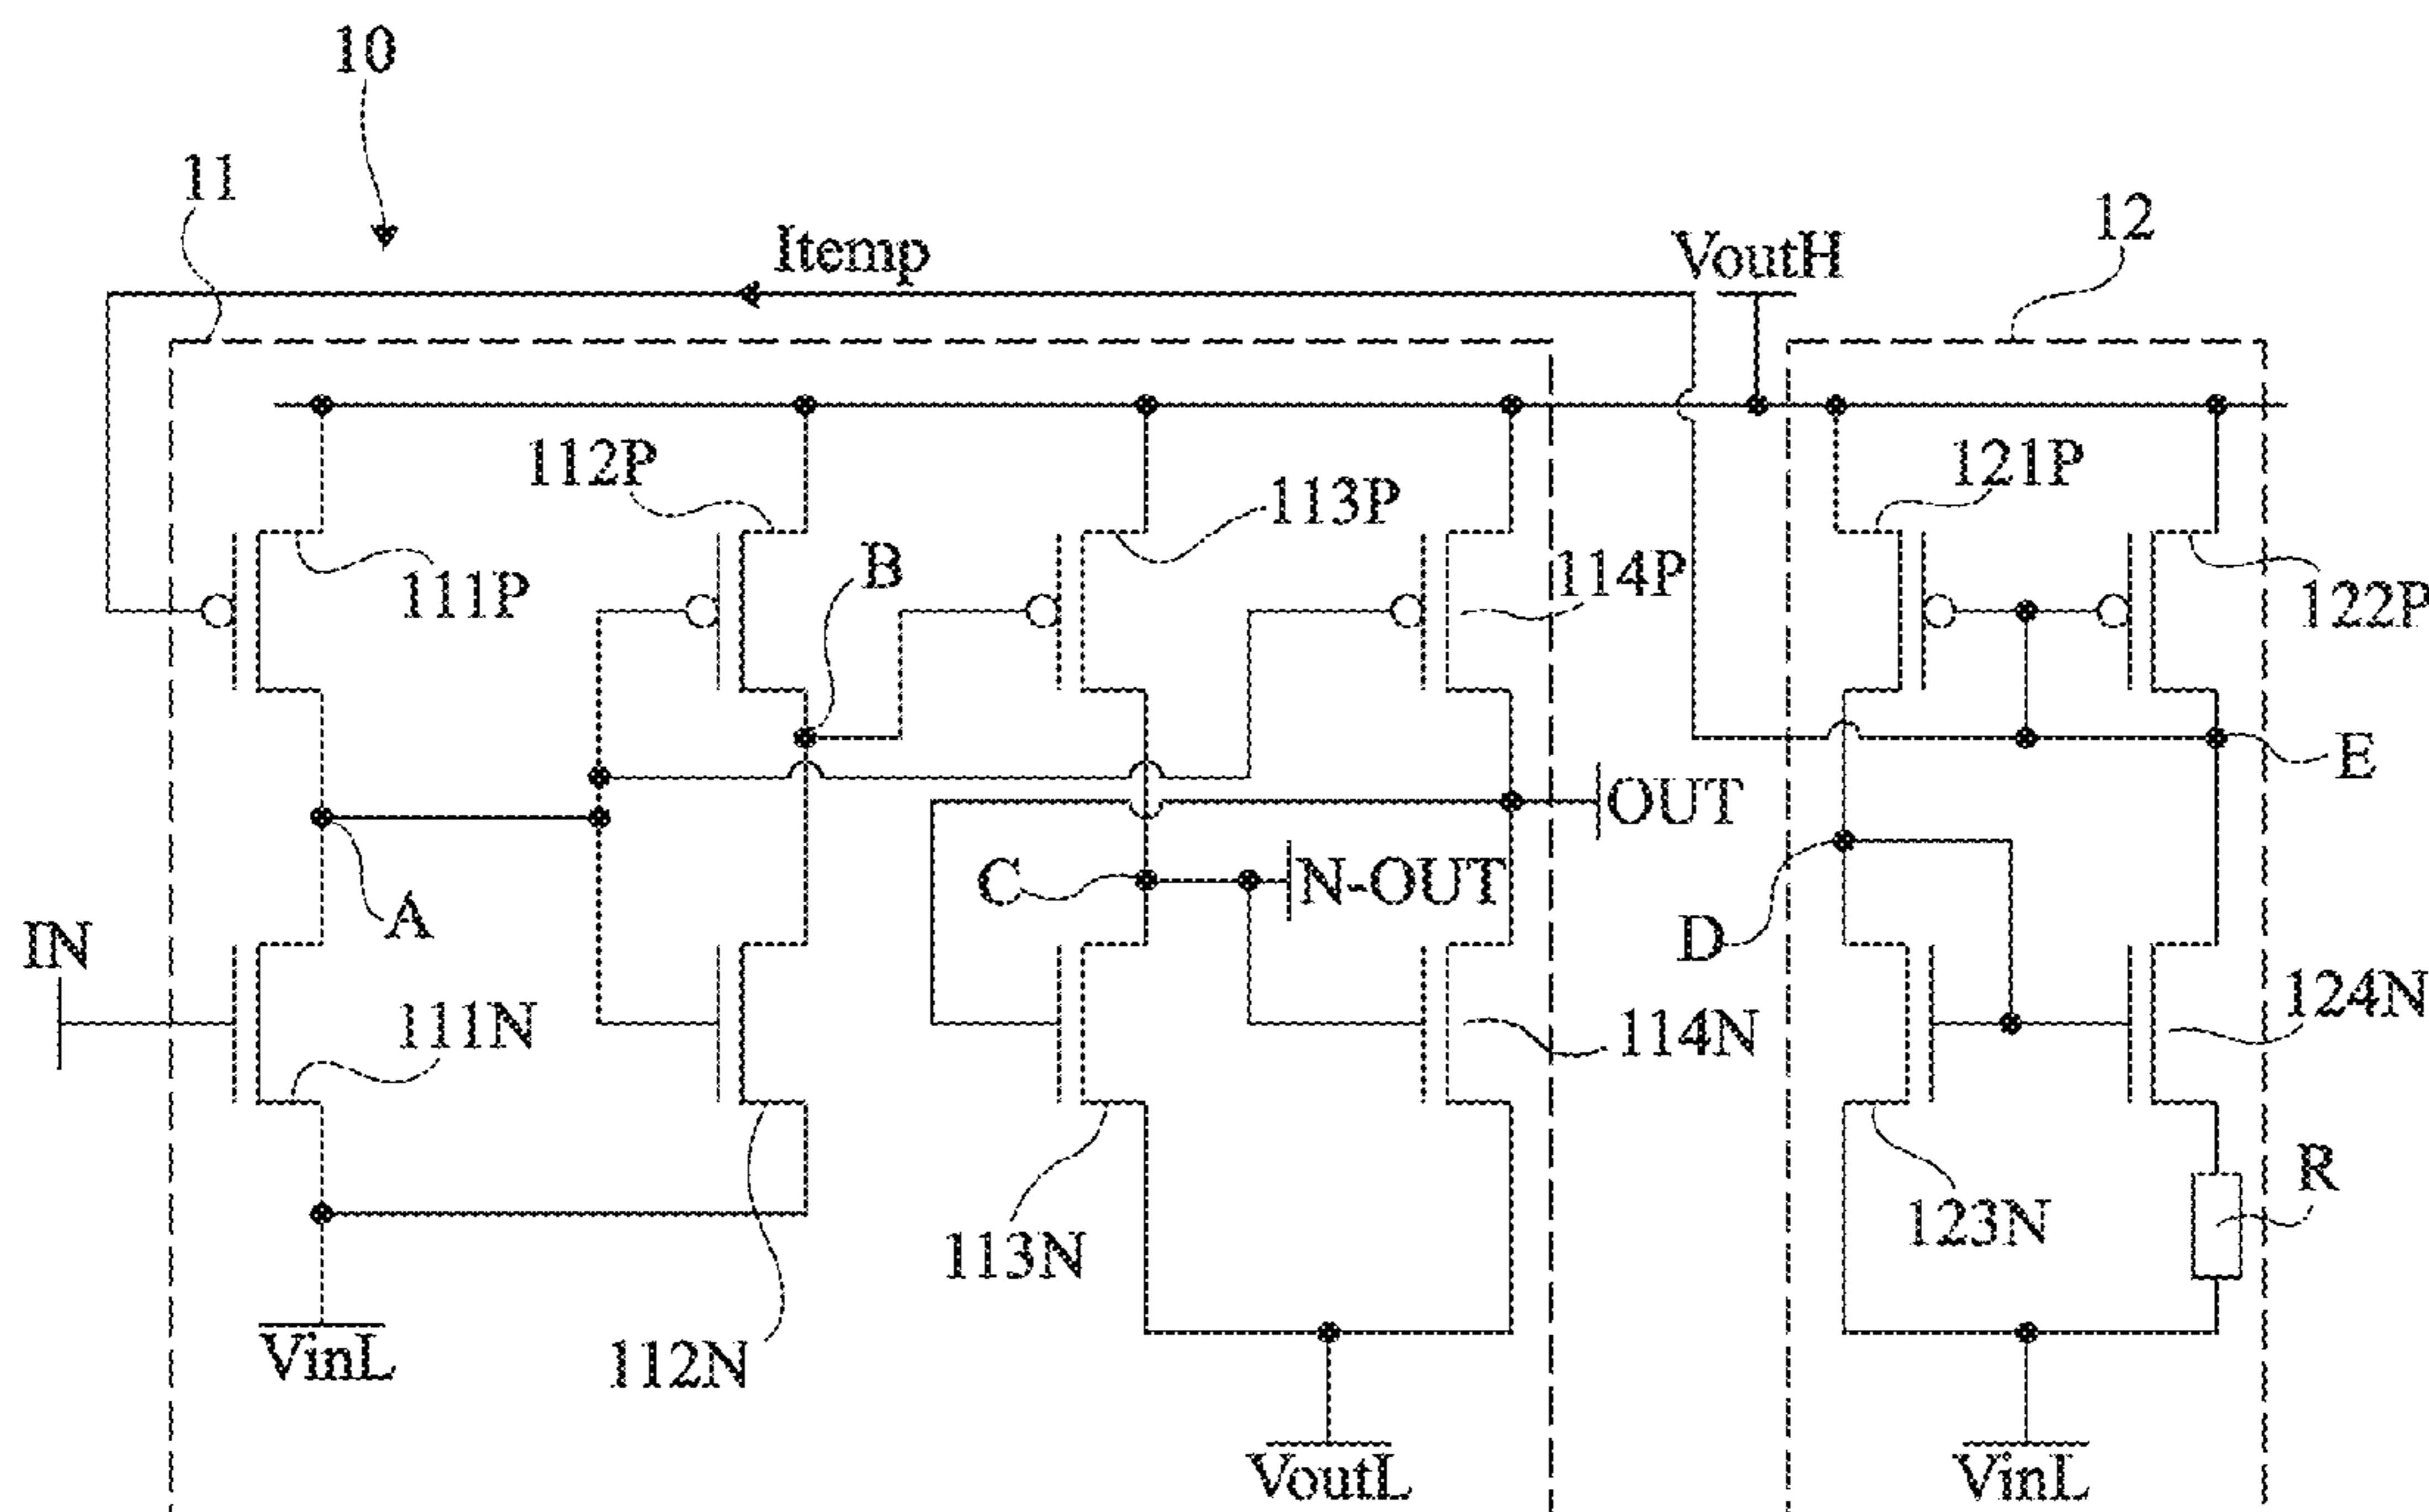 10
11
Itemp
VoutH
12
112P
113P
121P
111P
B
114P
122P
E
OUT
C
N-OUT
A
D
IN
111N
114N
124N
R
113N
123N
VinL
112N
VoutL
VinL